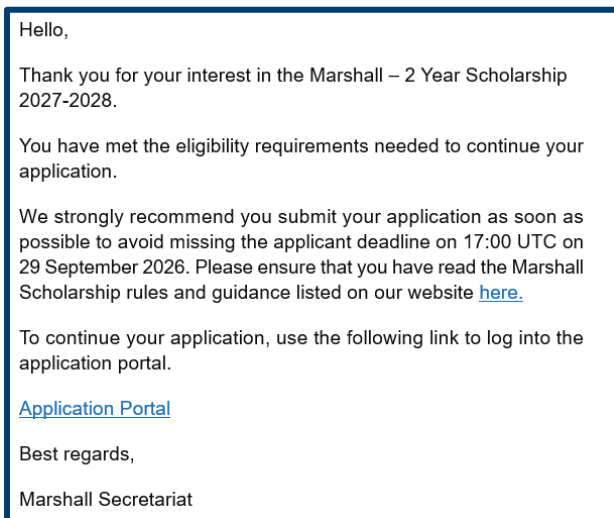 Hello,
Thank you for your interest in the Marshall – 2 Year Scholarship
2027-2028.
You have met the eligibility requirements needed to continue your
application.
We strongly recommend you submit your application as soon as
possible to avoid missing the applicant deadline on 17:00 UTC on
29 September 2026. Please ensure that you have read the Marshall
Scholarship rules and guidance listed on our website here.
To continue your application, use the following link to log into the
application portal.
Application Portal
Best regards,
Marshall Secretariat